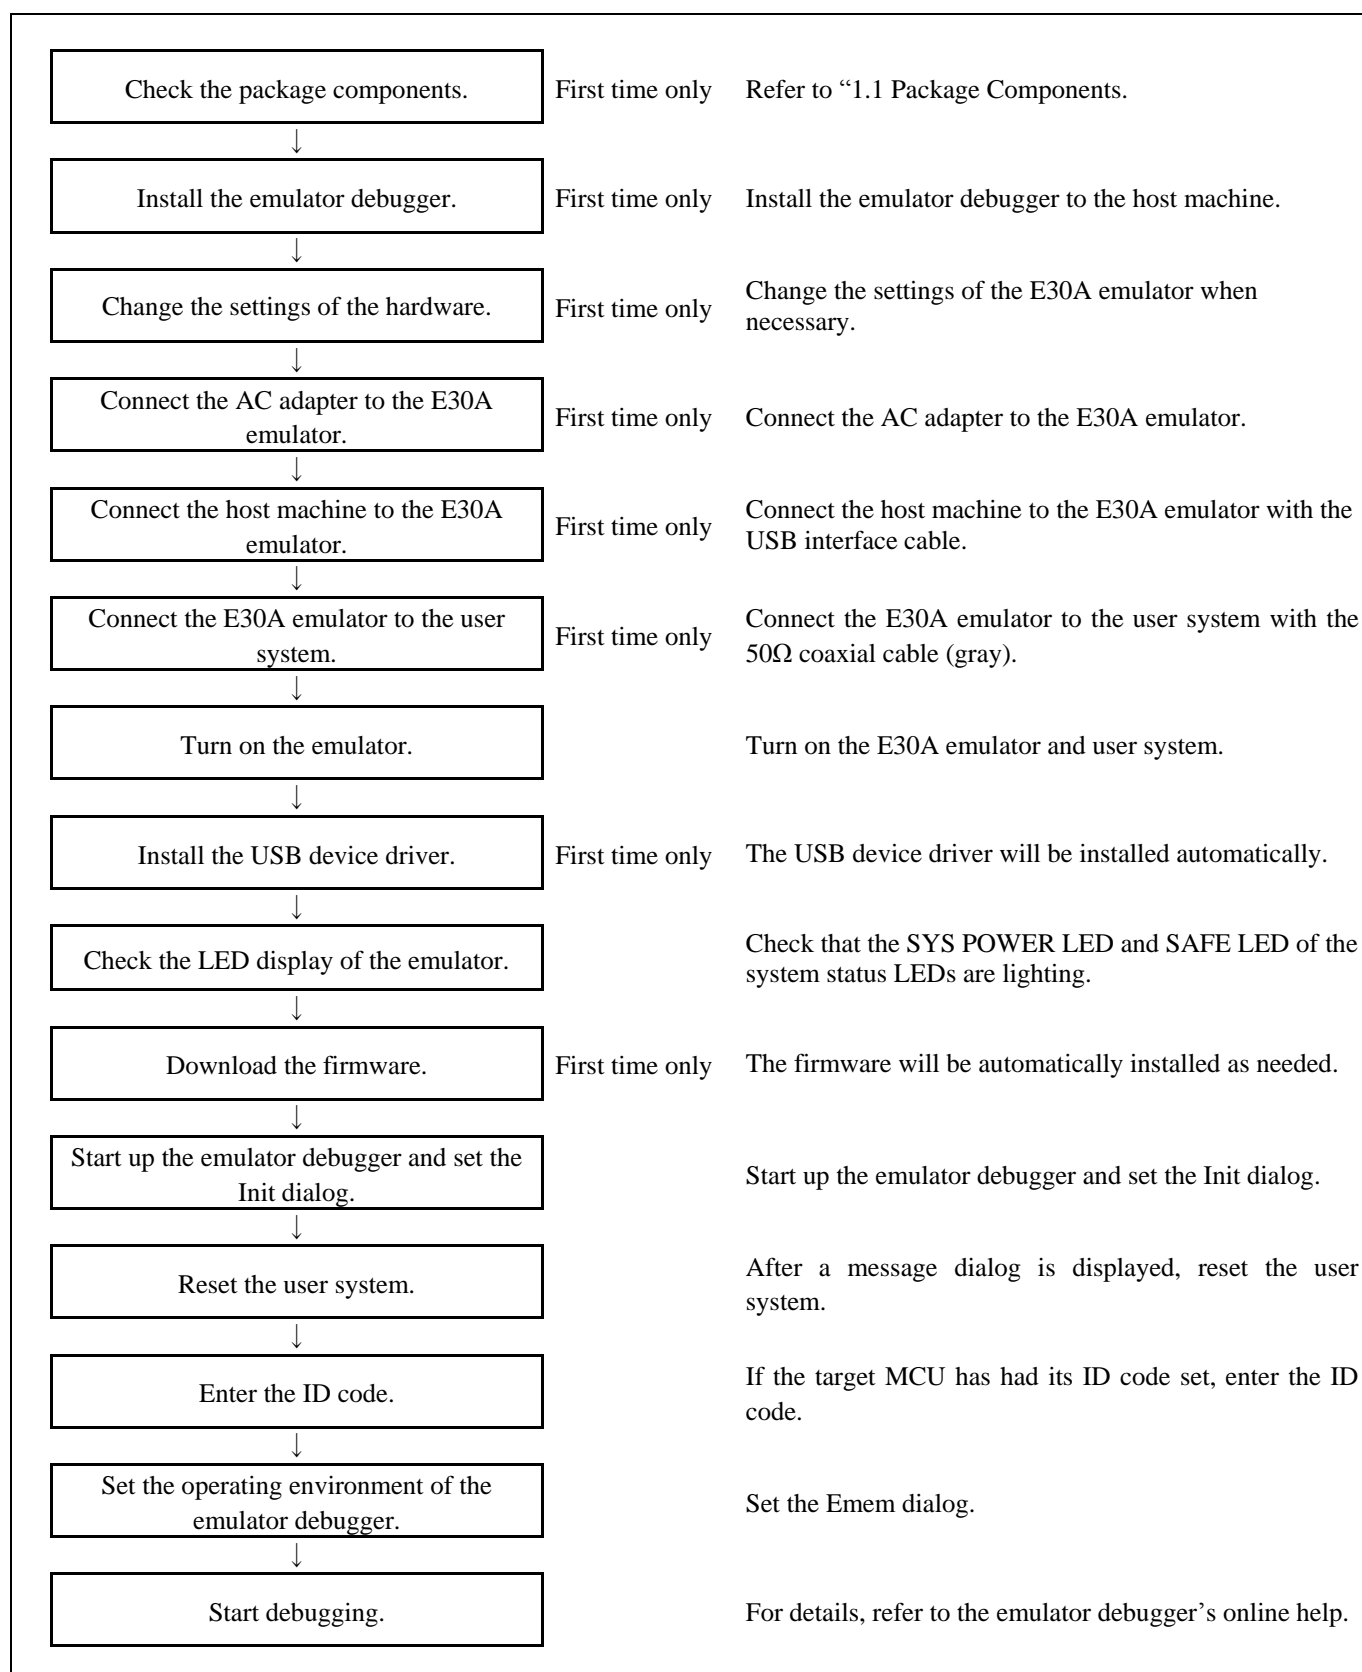 Check the package components. First time only Refer to “1.1 Package Components.
↓
Install the emulator debugger. First time only Install the emulator debugger to the host machine.
↓
Change the settings of the hardware. First time only Change the settings of the E30A emulator when
necessary.
↓
Connect the AC adapter to the E30A
emulator. First time only Connect the AC adapter to the E30A emulator.
↓
Connect the host machine to the E30A
emulator. First time only Connect the host machine to the E30A emulator with the
USB interface cable.
↓
Connect the E30A emulator to the user
system. First time only Connect the E30A emulator to the user system with the
50Ω coaxial cable (gray).
↓
Turn on the emulator. Turn on the E30A emulator and user system.
↓
Install the USB device driver. First time only The USB device driver will be installed automatically.
↓
Check the LED display of the emulator. Check that the SYS POWER LED and SAFE LED of the
system status LEDs are lighting.
↓
Download the firmware. First time only The firmware will be automatically installed as needed.
↓
Start up the emulator debugger and set the
Init dialog. Start up the emulator debugger and set the Init dialog.
↓
Reset the user system. After a message dialog is displayed, reset the user
system.
↓
Enter the ID code. If the target MCU has had its ID code set, enter the ID
code.
↓
Set the operating environment of the
emulator debugger. Set the Emem dialog.
↓
Start debugging. For details, refer to the emulator debugger’s online help.